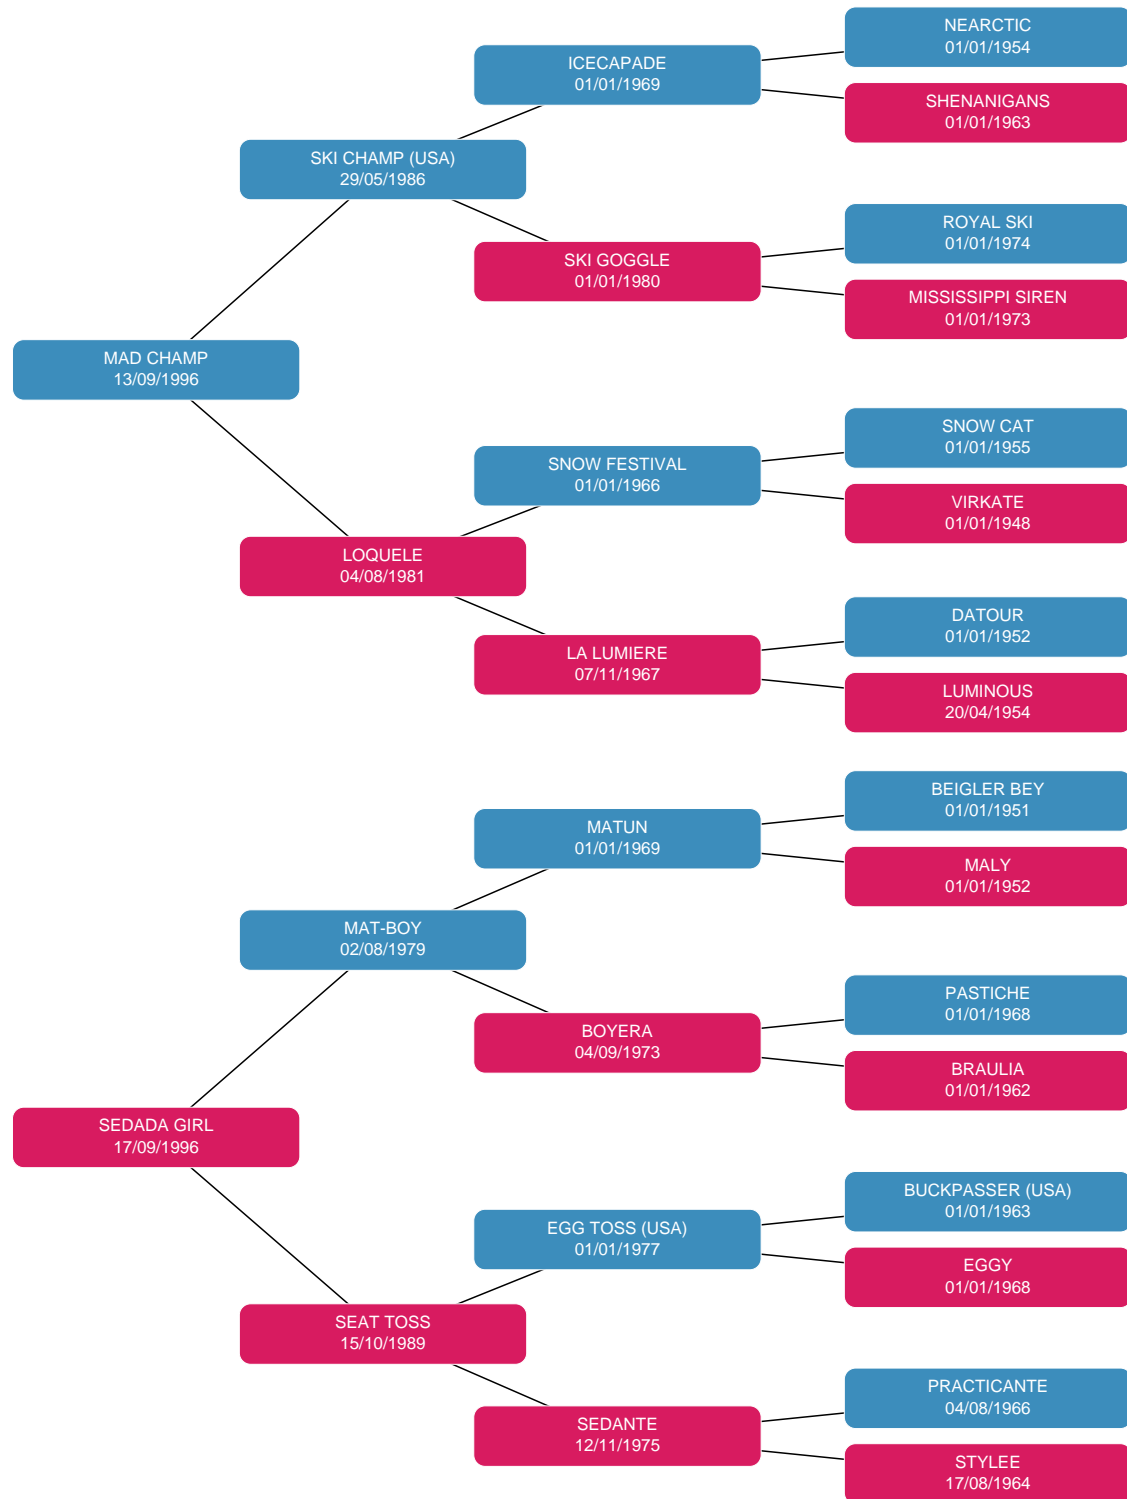 NEARCTIC
01/01/1954
ICECAPADE
01/01/1969
SHENANIGANS
01/01/1963
SKI CHAMP (USA)
29/05/1986
ROYAL SKI
01/01/1974
SKI GOGGLE
01/01/1980
MISSISSIPPI SIREN
01/01/1973
MAD CHAMP
13/09/1996
SNOW CAT
01/01/1955
SNOW FESTIVAL
01/01/1966
VIRKATE
01/01/1948
LOQUELE
04/08/1981
DATOUR
01/01/1952
LA LUMIERE
07/11/1967
LUMINOUS
20/04/1954
BEIGLER BEY
01/01/1951
MATUN
01/01/1969
MALY
01/01/1952
MAT-BOY
02/08/1979
PASTICHE
01/01/1968
BOYERA
04/09/1973
BRAULIA
01/01/1962
SEDADA GIRL
17/09/1996
BUCKPASSER (USA)
01/01/1963
EGG TOSS (USA)
01/01/1977
EGGY
01/01/1968
SEAT TOSS
15/10/1989
PRACTICANTE
04/08/1966
SEDANTE
12/11/1975
STYLEE
17/08/1964